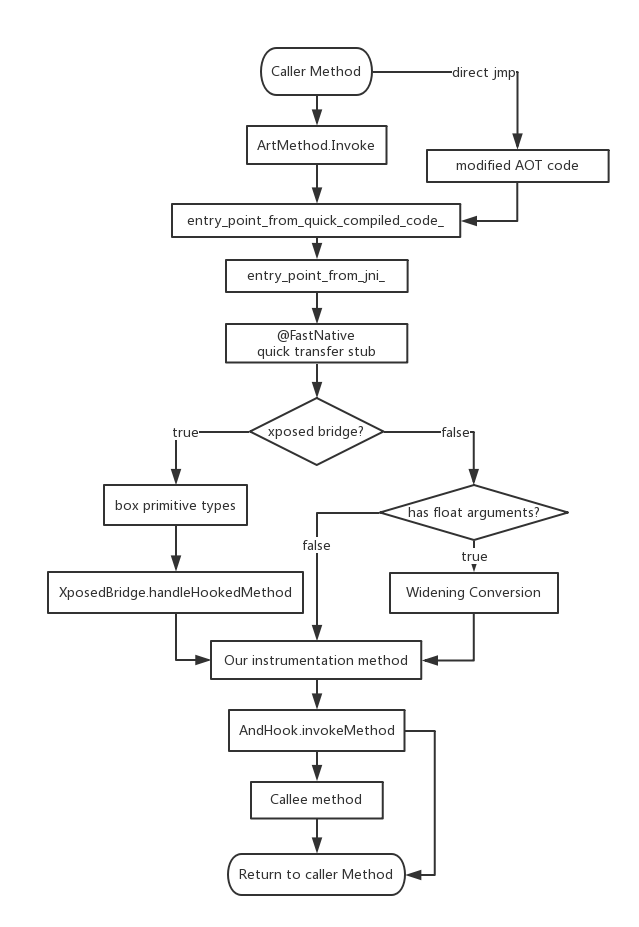 Caller Method
direct jmp
ArtMethod.Invoke
modified AOT code
entry_point_from_quick_compiled_code_
entry_point_from_jni_
@FastNative
quick transfer stub
xposed bridge?
true
false
box primitive types
has float arguments?
false
true
XposedBridge.handleHookedMethod
Widening Conversion
Our instrumentation method
AndHook.invokeMethod
Callee method
Return to caller Method